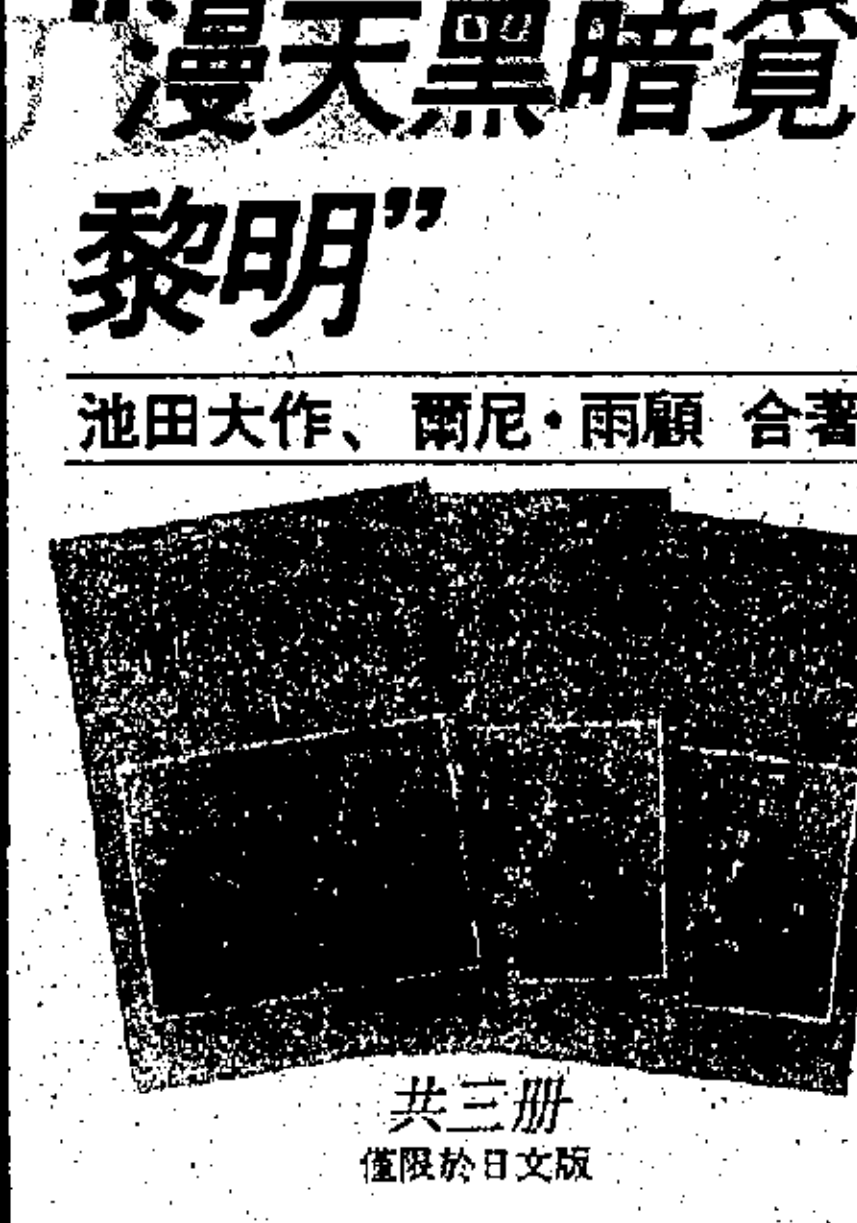 "漫天黑暗覓
黎明"
池田大作、爾尼·雨顧 合著
共三册
僅限於日文版